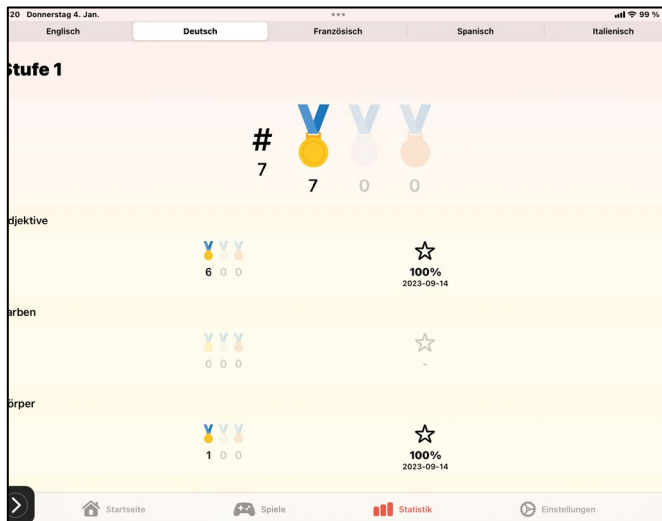 20 Donnerstag 4. Jan. 99 %
Englisch Deutsch Französisch Spanisch Italienisch
Stufe 1
#
7 7 0 0
djektive
6 0 0 100%
2023-09-14
arben
0 0 0 -
örper
1 0 0 100%
2023-09-14
Startseite Spiele Statistik Einstellungen